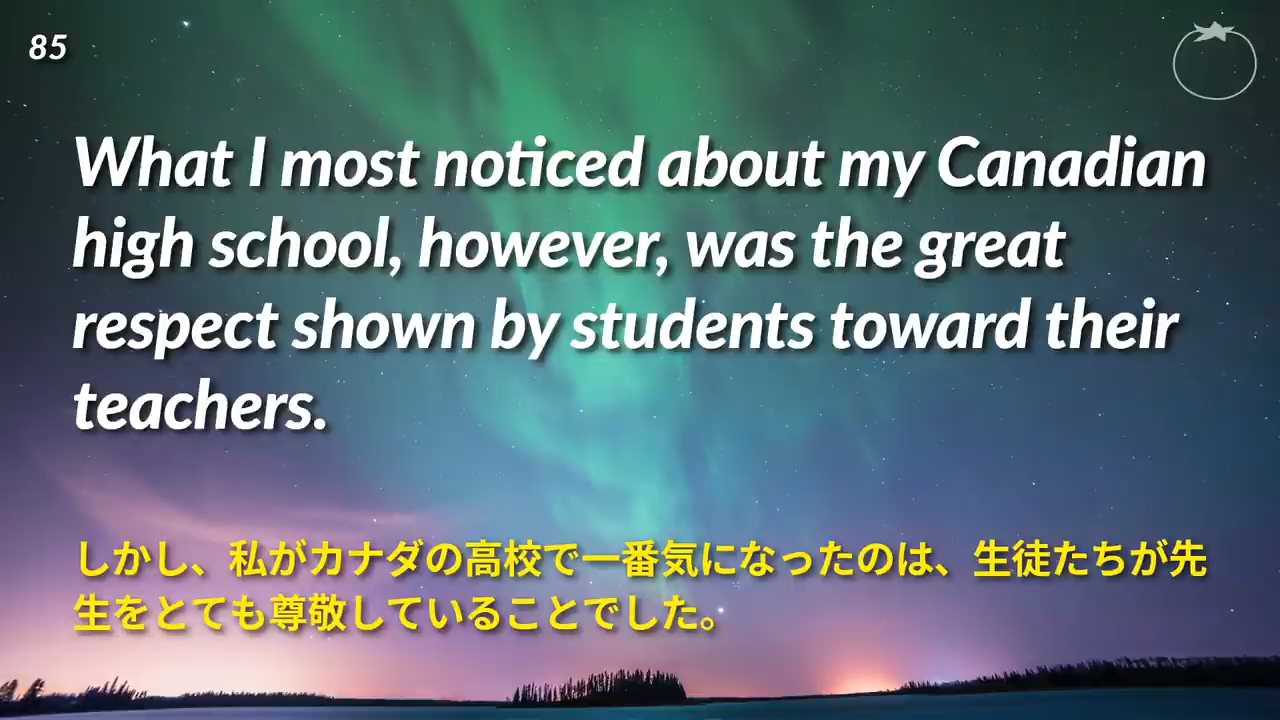 85
What I most noticed about my Canadian
high school, however, was the great
respect shown by students toward their
teachers.
しかし、私がカナダの高校で一番気になったのは、生徒たちが先
生をとても尊敬していることでした。